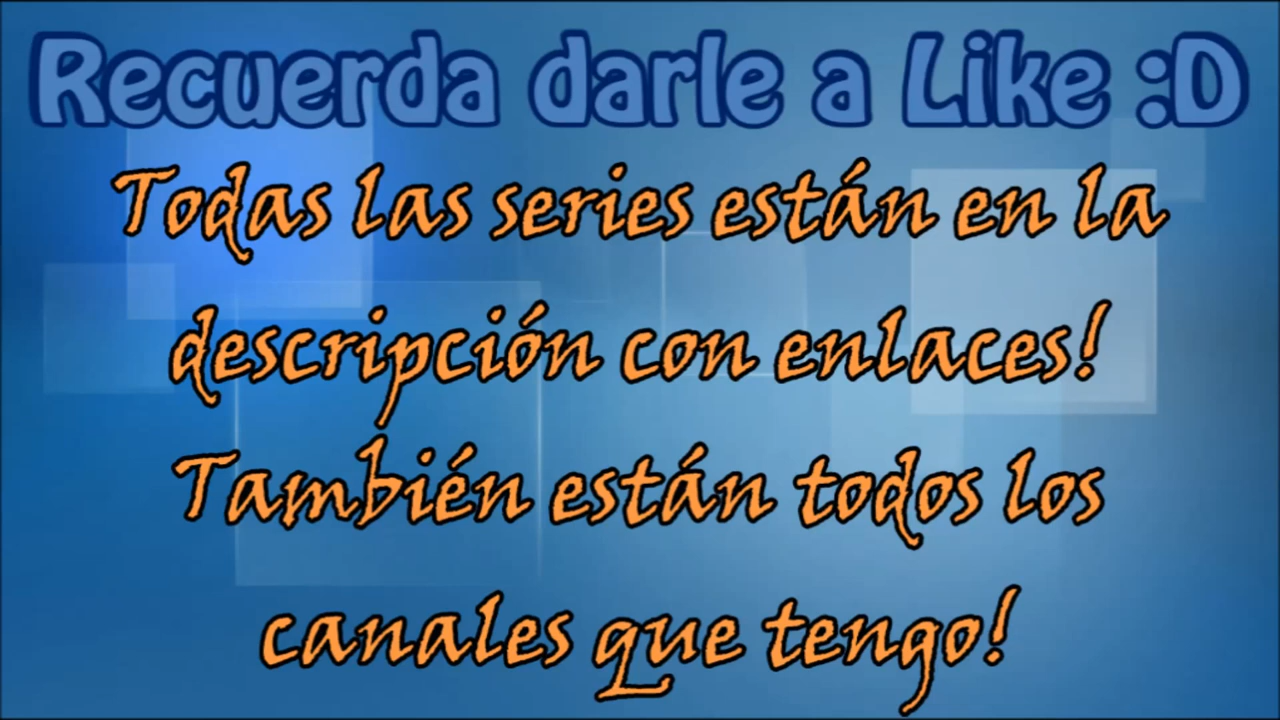 Recuerda darle a Like :D
Todas las series están en la
descripción con enlaces!
También están todos los
canales que tengo!